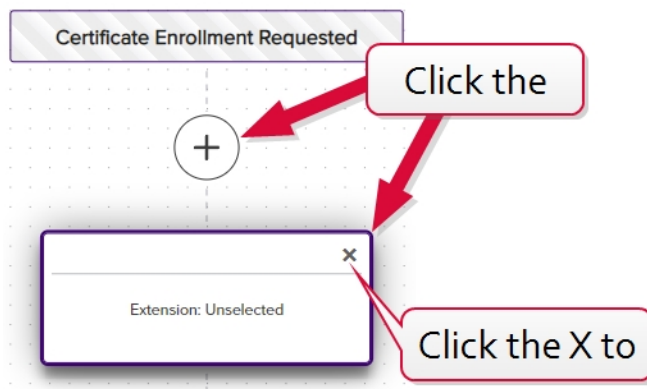 Certificate Enrollment Requested
Click the
Extension: Unselected
Click the X to